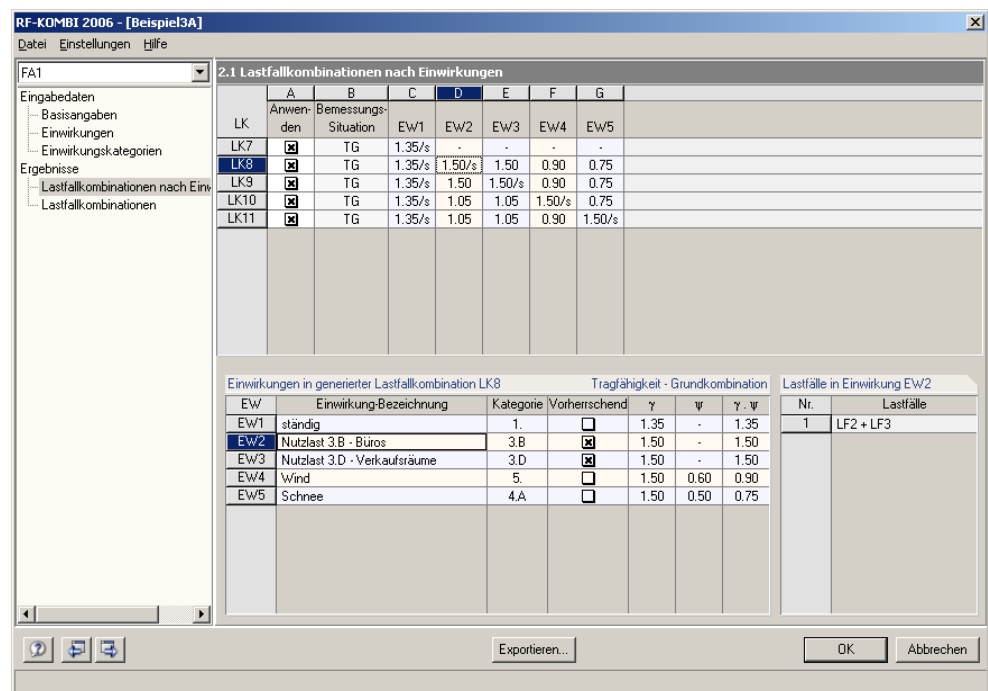 RF-KOMBI 2006 - [Beispiel3A]
Datei Einstellungen Hilfe
FA1
Eingabedaten
Basisangaben
Einwirkungen
Einwirkungskategorien
Ergebnisse
Lastfallkombinationen nach Einw
Lastfallkombinationen
2.1 Lastfallkombinationen nach Einwirkungen
A B C D E F G
LK Anwen-den Bemessungs-Situation EW1 EW2 EW3 EW4 EW5
LK7 TG 1.35/s - - - -
LK8 TG 1.35/s 1.50/s 1.50 0.90 0.75
LK9 TG 1.35/s 1.50 1.50/s 0.90 0.75
LK10 TG 1.35/s 1.05 1.05 1.50/s 0.75
LK11 TG 1.35/s 1.05 1.05 0.90 1.50/s
Einwirkungen in generierter Lastfallkombination LK8 Tragfähigkeit - Grundkombination
EW Einwirkung-Bezeichnung Kategorie Vorherrschend γ ψ γ . ψ
EW1 ständig 1. 1.35 - 1.35
EW2 Nutzlast 3.B - Büros 3.B 1.50 - 1.50
EW3 Nutzlast 3.D - Verkaufsräume 3.D 1.50 - 1.50
EW4 Wind 5. 1.50 0.60 0.90
EW5 Schnee 4.A 1.50 0.50 0.75
Lastfälle in Einwirkung EW2
Nr. Lastfälle
1 LF2 + LF3
Exportieren... OK Abbrechen